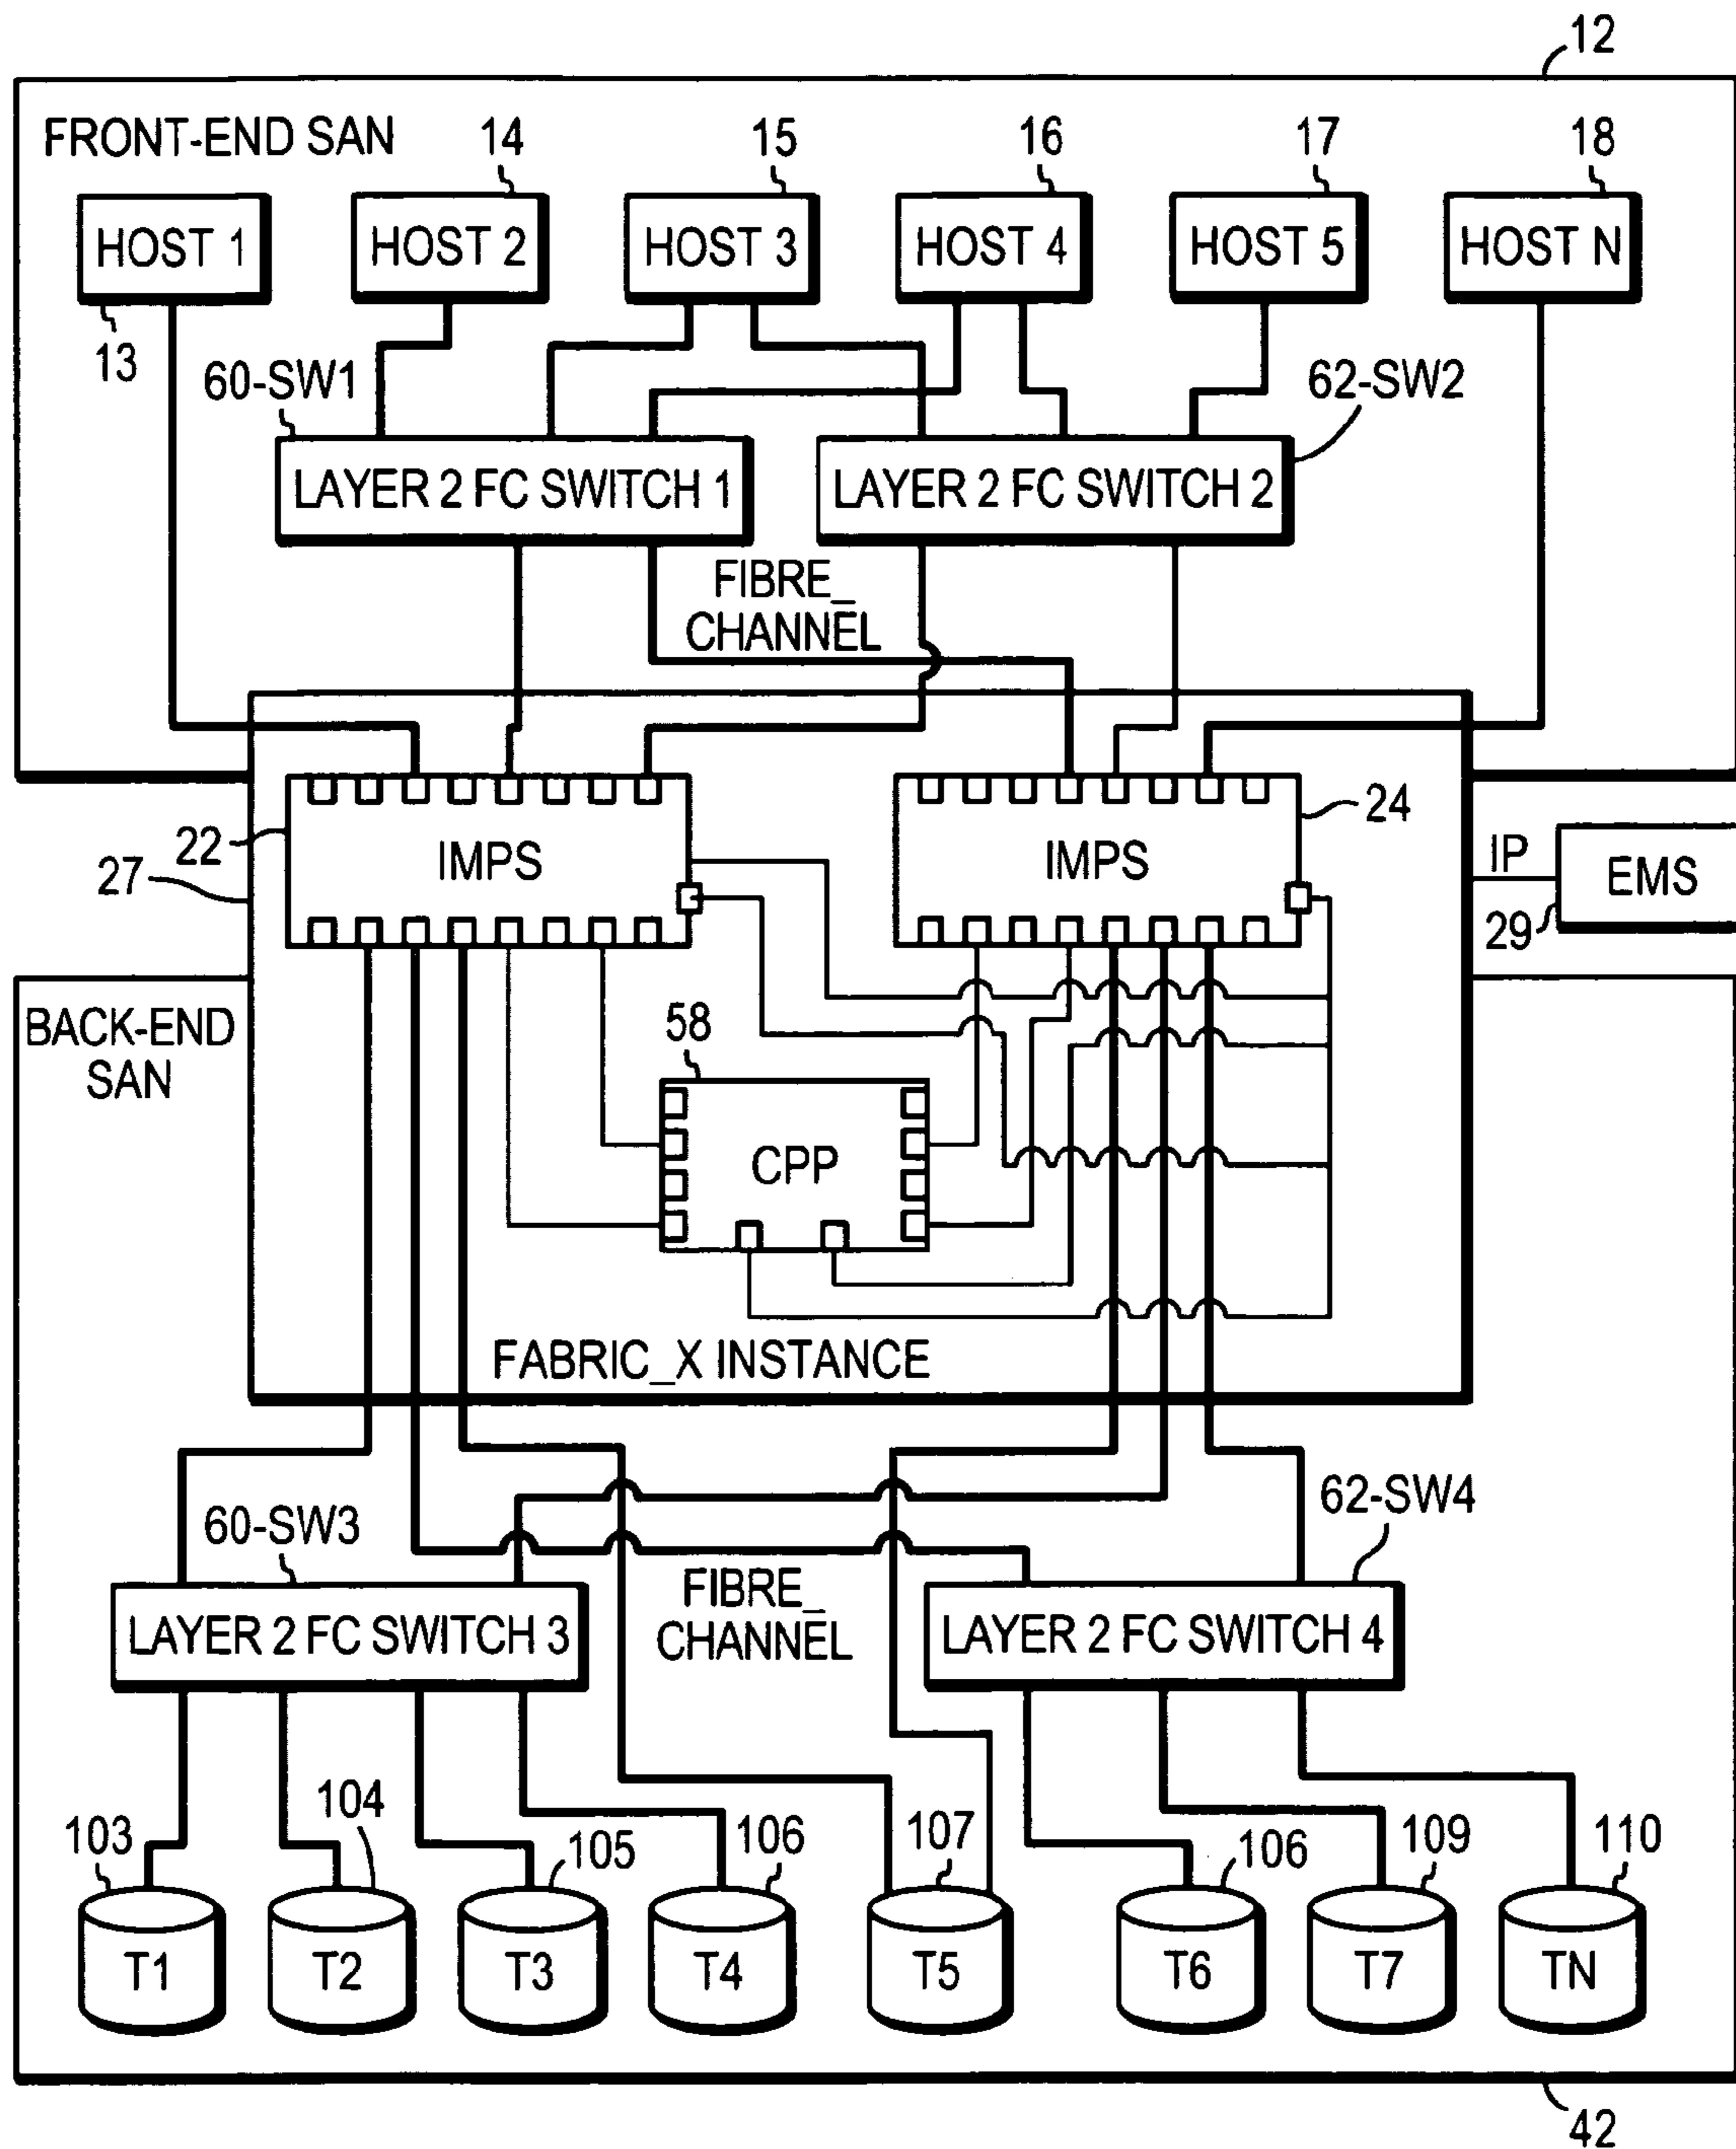 12
FRONT-END SAN
14
15
16
17
18
HOST 1
HOST 2
HOST 3
HOST 4
HOST 5
HOST N
13
60-SW1
62-SW2
LAYER 2 FC SWITCH 1
LAYER 2 FC SWITCH 2
FIBRE_
CHANNEL
22
IMPS
IMPS
24
27
IP
EMS
29
BACK-END
SAN
58
CPP
FABRIC_X INSTANCE
60-SW3
62-SW4
FIBRE_
CHANNEL
LAYER 2 FC SWITCH 3
LAYER 2 FC SWITCH 4
103
104
105
106
107
106
109
110
T1
T2
T3
T4
T5
T6
T7
TN
42